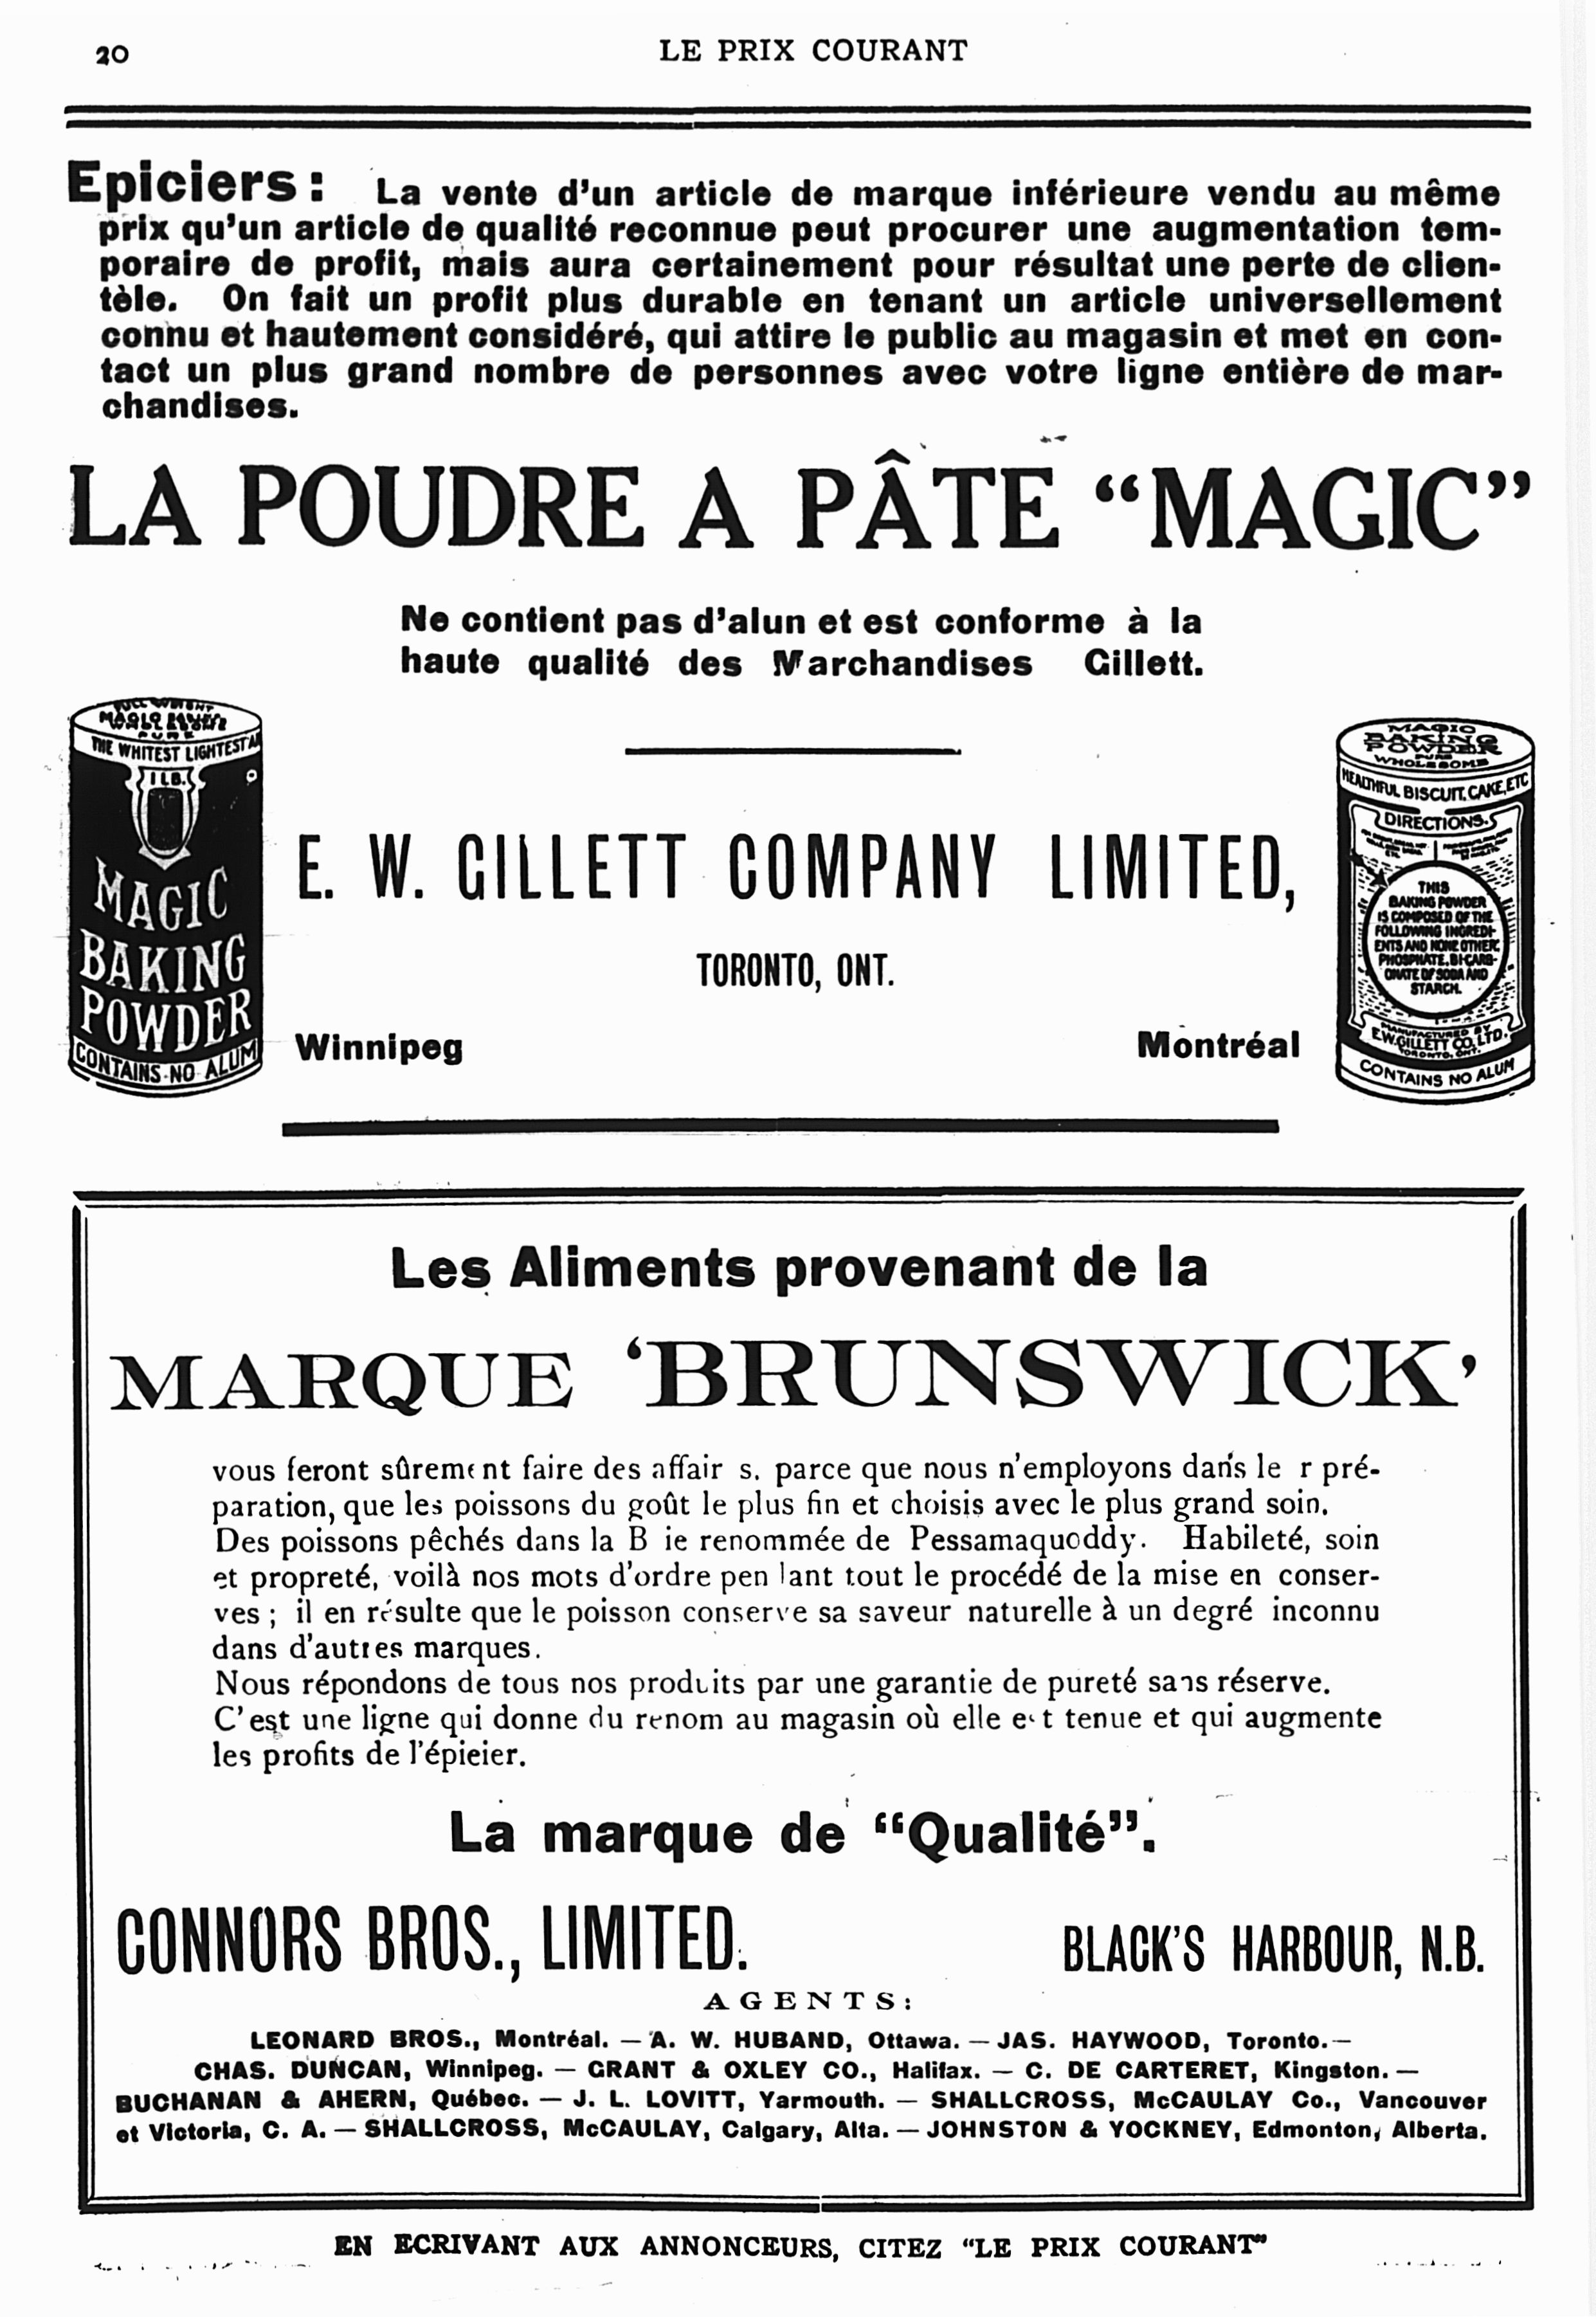 20
LE PRIX COURANT
Epiciers: La vente d'un article de marque inférieure vendu au même
prix qu'un article de qualité reconnue peut procurer une augmentation tem-
poraire de profit, mais aura certainement pour résultat une perte de clien-
tèle. On fait un profit plus durable en tenant un article universellement
connu et hautement considéré, qui attire le public au magasin et met en con-
tact un plus grand nombre de personnes avec votre ligne entière de mar-
chandises.
LA POUDRE A PÂTE “MAGIC”
Ne contient pas d'alun et est conforme à la
haute qualité des Marchandises Gillett.
FULL WEIGHT
PURE
THE WHITEST LIGHTEST
1 LB.
MAGIC
BAKING
POWDER
CONTAINS NO ALUM
E. W. GILLETT COMPANY LIMITED,
TORONTO, ONT.
Winnipeg
Montréal
MAGIC
BAKING
POWDER
PURE
WHOLESOME
HEALTHFUL BISCUIT, CAKE, ETC
DIRECTIONS.
THIS
BAKING POWDER
IS COMPOSED OF THE
FOLLOWING INGREDI-
ENTS AND NONE OTHER.
PHOSPHATE, BI-CARB-
ONATE OF SODA AND
STARCH.
MANUFACTURED BY
E.W. GILLETT CO. LTD.
TORONTO, ONT.
CONTAINS NO ALUM
Les Aliments provenant de la
MARQUE ‘BRUNSWICK’
vous feront sûrement faire des affair s. parce que nous n'employons dans le r pré-
paration, que les poissons du goût le plus fin et choisis avec le plus grand soin.
Des poissons pêchés dans la B ie renommée de Pessamaquoddy. Habileté, soin
et propreté, voilà nos mots d'ordre pen lant tout le procédé de la mise en conser-
ves ; il en résulte que le poisson conserve sa saveur naturelle à un degré inconnu
dans d'autres marques.
Nous répondons de tous nos produits par une garantie de pureté sans réserve.
C'est une ligne qui donne du renom au magasin où elle est tenue et qui augmente
les profits de l'épieier.
La marque de “Qualité”.
CONNORS BROS., LIMITED. BLACK'S HARBOUR, N.B.
AGENTS:
LEONARD BROS., Montréal. — A. W. HUBAND, Ottawa. — JAS. HAYWOOD, Toronto. —
CHAS. DUNCAN, Winnipeg. — GRANT & OXLEY CO., Halifax. — C. DE CARTERET, Kingston. —
BUCHANAN & AHERN, Québec. — J. L. LOVITT, Yarmouth. — SHALLCROSS, McCAULAY Co., Vancouver
et Victoria, C. A. — SHALLCROSS, McCAULAY, Calgary, Alta. — JOHNSTON & YOCKNEY, Edmonton, Alberta.
EN ECRIVANT AUX ANNONCEURS, CITEZ “LE PRIX COURANT”